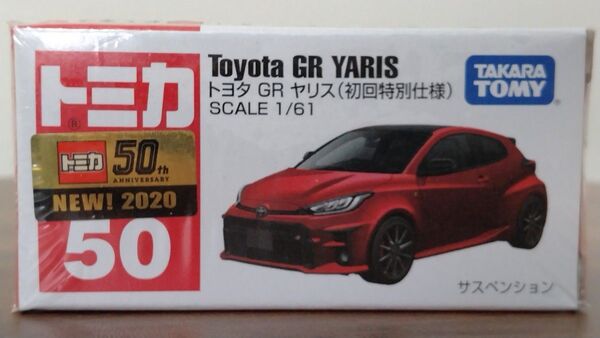 トミカ
®
トミカ 50th
ANNIVERSARY
NEW! 2020
50
Toyota GR YARIS
トヨタ GR ヤリス(初回特別仕様)
SCALE 1/61
TAKARA
TOMY
サスペンション